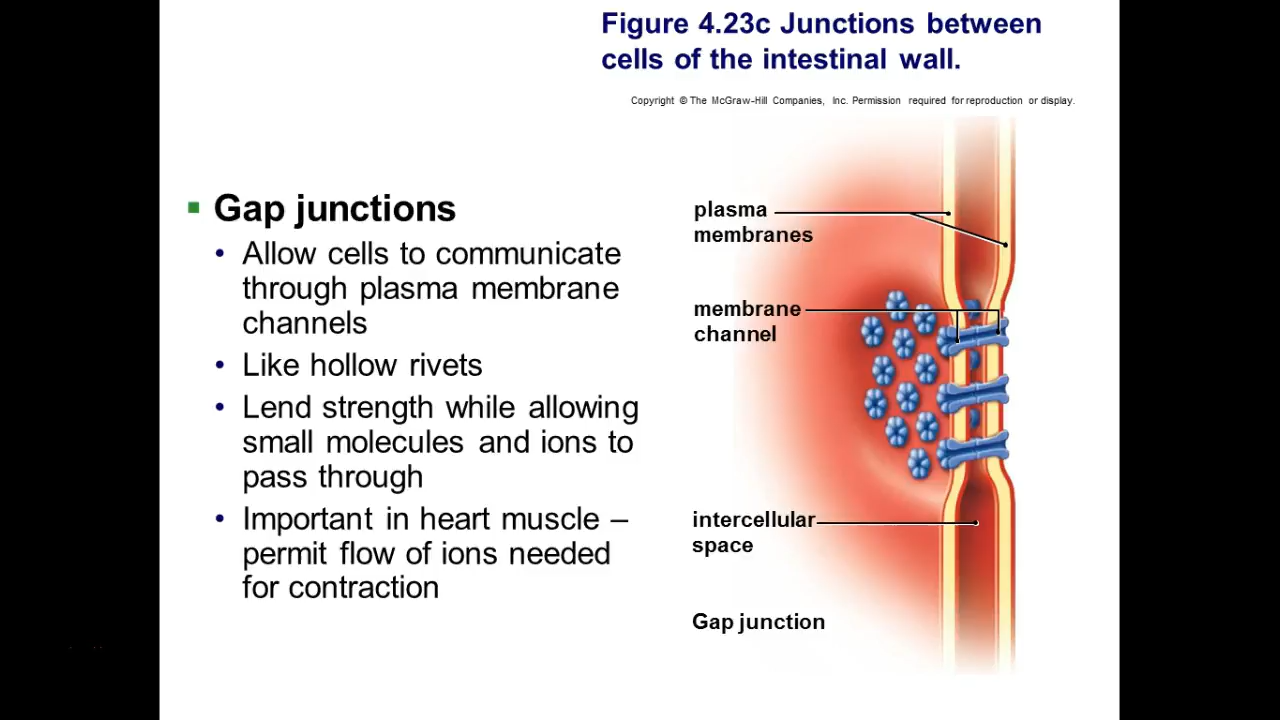 Figure 4.23c Junctions between
cells of the intestinal wall.
Copyright © The McGraw-Hill Companies, Inc. Permission required for reproduction or display.
Gap junctions
Allow cells to communicate
through plasma membrane
channels
Like hollow rivets
Lend strength while allowing
small molecules and ions to
pass through
Important in heart muscle –
permit flow of ions needed
for contraction
plasma
membranes
membrane
channel
intercellular
space
Gap junction